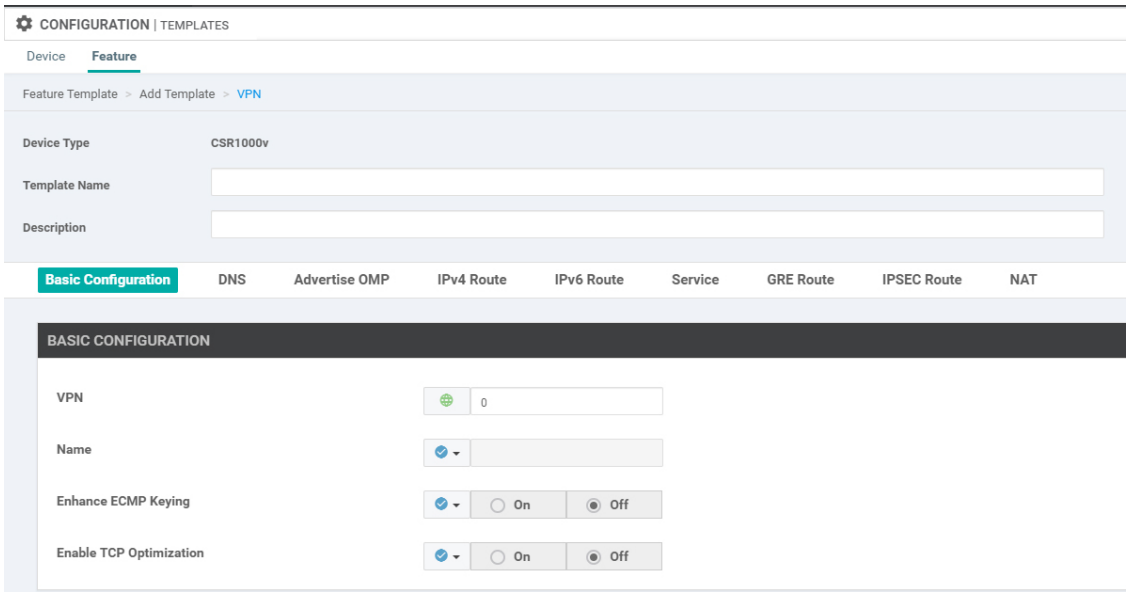 CONFIGURATION | TEMPLATES
Device Feature
Feature Template > Add Template > VPN
Device Type CSR1000v
Template Name
Description
Basic Configuration DNS Advertise OMP IPv4 Route IPv6 Route Service GRE Route IPSEC Route NAT
BASIC CONFIGURATION
VPN 0
Name
Enhance ECMP Keying On Off
Enable TCP Optimization On Off